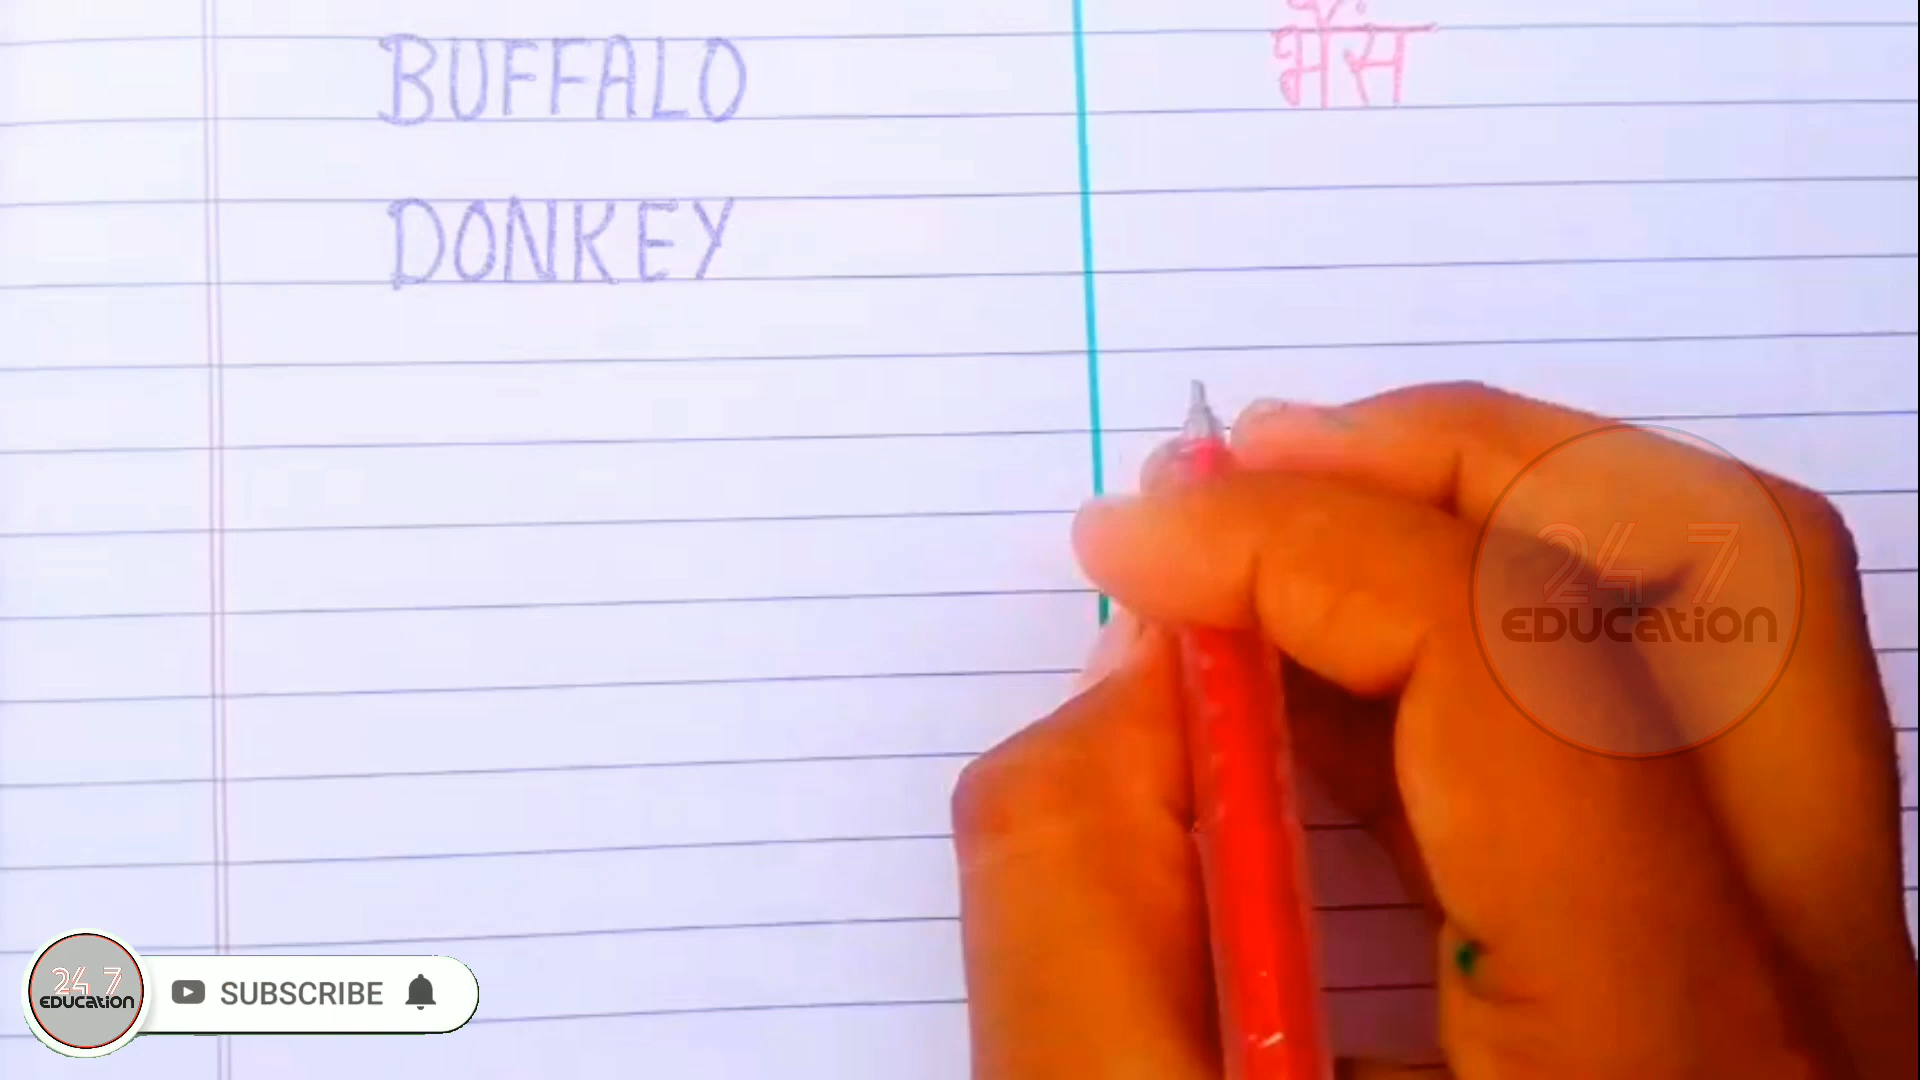 BUFFALO भैंस
DONKEY
24 7
EDUCATION
24 7
EDUCATION
SUBSCRIBE